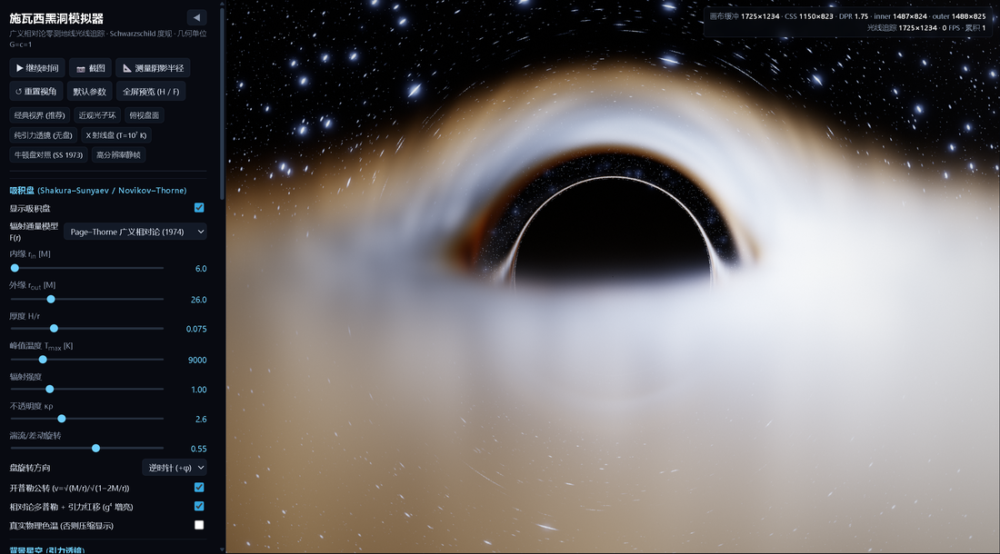 施瓦西黑洞模拟器
◀
广义相对论零测地线光线追踪 · Schwarzschild 度规 · 几何单位
G=c=1
▶ 继续时间
📷 截图
📐 测量阴影半径
↺ 重置视角
默认参数
全屏预览 (H / F)
经典视界 (推荐)
近观光子环
俯视盘面
纯引力透镜 (无盘)
X 射线盘 (T=10⁷ K)
牛顿盘对照 (SS 1973)
高分辨率静帧
吸积盘 (Shakura–Sunyaev / Novikov–Thorne)
显示吸积盘
辐射通量模型
F(r)
Page–Thorne 广义相对论 (1974)
内缘 r_in [M]
6.0
外缘 r_out [M]
26.0
厚度 H/r
0.075
峰值温度 T_max [K]
9000
辐射强度
1.00
不透明度 κρ
2.6
湍流/差动旋转
0.55
盘旋转方向
逆时针 (+φ)
开普勒公转 (v=√(M/r)/√(1−2M/r))
相对论多普勒 + 引力红移 (g⁴ 增亮)
真实物理色温 (否则压缩显示)
背景星空 (引力透镜)
画布缓冲 1725×1234 · CSS 1150×823 · DPR 1.75 · inner 1487×824 · outer 1488×825
光线追踪 1725×1234 · 0 FPS · 累积 1